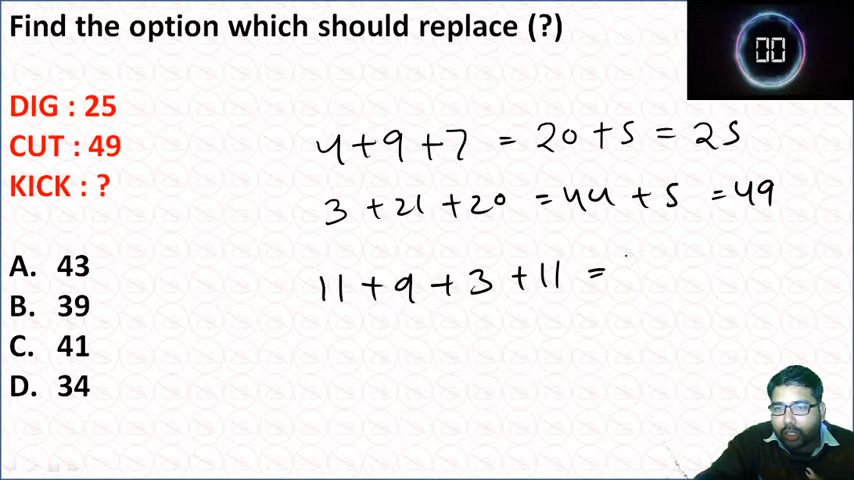 Find the option which should replace (?)
00
DIG : 25
CUT : 49
KICK : ?
4+9+7 = 20+5 = 25
3 +21 +20 = 44 + 5 = 49
11 + 9 + 3 + 11 =
A. 43
B. 39
C. 41
D. 34